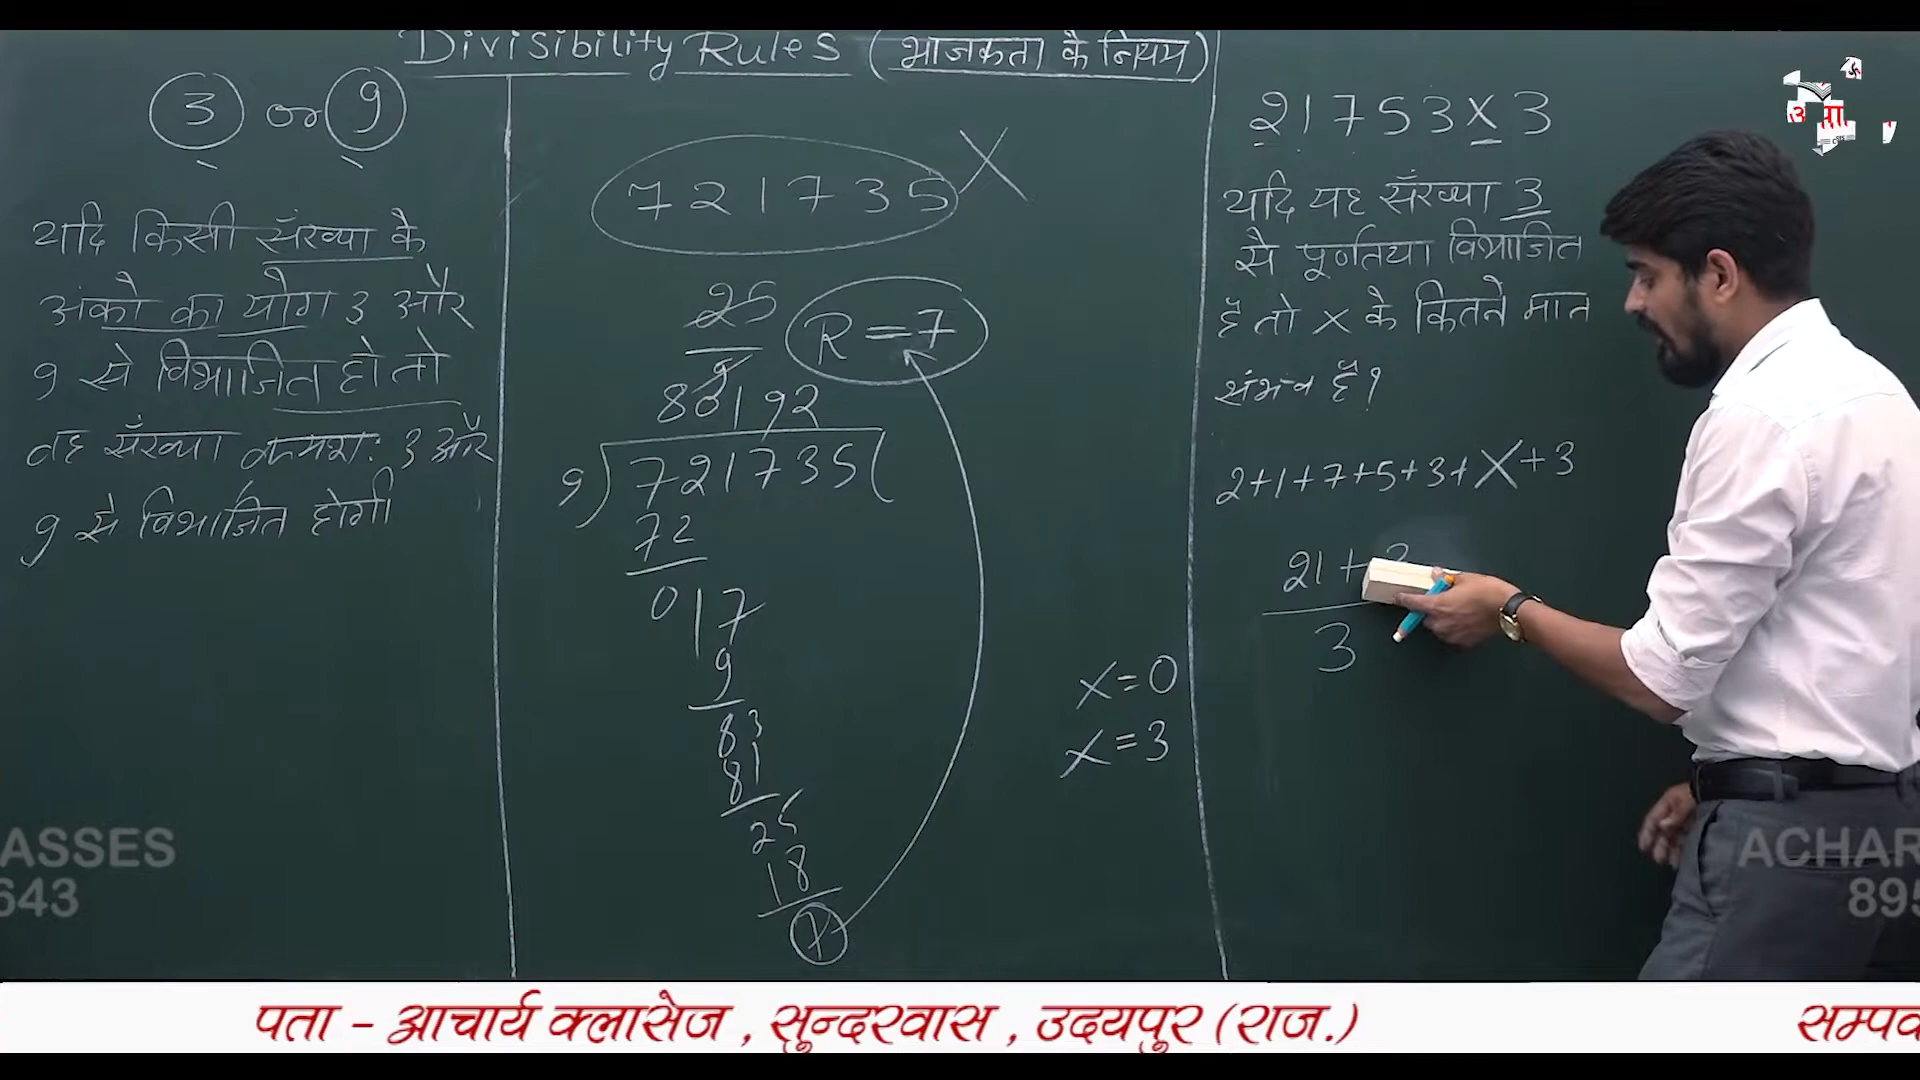 Divisibility Rules (भाजकता के नियम)
3 or 9
यदि किसी सँख्या के
अंको का योग 3 और
9 से विभाजित हो तो
वह सँख्या क्रमश: 3 और
9 से विभाजित होगी
721735 X
25
R = 7
80192
9)721735(
72
017
9
83
81
25
18
7
x=0
x=3
21753x3
यदि यह सँख्या 3
से पूर्णतया विभाजित
है तो x के कितने मान
संभव है?
2+1+7+5+3+X+3
21+
3
ASSES
643
ACHAR
895
पता - आचार्य क्लासेज , सुन्दरवास , उदयपुर (राज.)
सम्पक